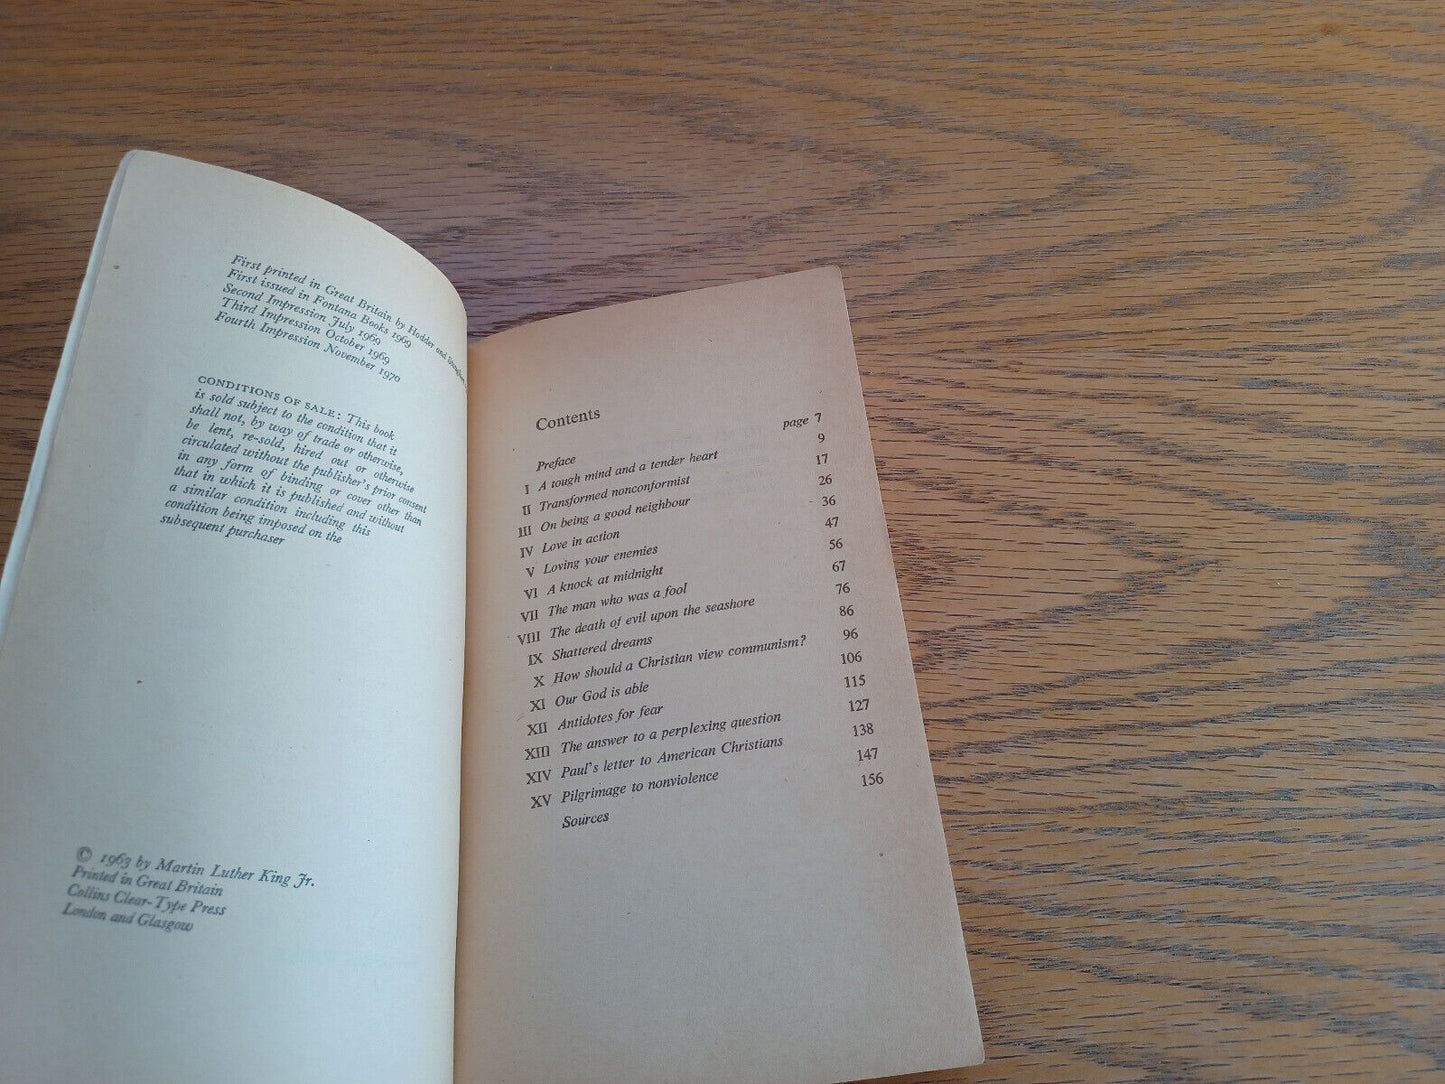 First printed in Great Britain by Hodder and
First issued in Fontana Books 1969
Second Impression July 1969
Third Impression October 1969
Fourth Impression November 1970
CONDITIONS OF SALE: This book
is sold subject to the condition that it
shall not, by way of trade or otherwise,
be lent, re-sold, hired out or otherwise
circulated without the publisher's prior consent
in any form of binding or cover other than
that in which it is published and without
a similar condition including this
condition being imposed on the
subsequent purchaser
© 1963 by Martin Luther King Jr.
Printed in Great Britain
Collins Clear-Type Press
London and Glasgow
Contents
Preface page 7
I A tough mind and a tender heart 9
II Transformed nonconformist 17
III On being a good neighbour 26
IV Love in action 36
V Loving your enemies 47
VI A knock at midnight 56
VII The man who was a fool 67
VIII The death of evil upon the seashore 76
IX Shattered dreams 86
X How should a Christian view communism? 96
XI Our God is able 106
XII Antidotes for fear 115
XIII The answer to a perplexing question 127
XIV Paul's letter to American Christians 138
XV Pilgrimage to nonviolence 147
Sources 156